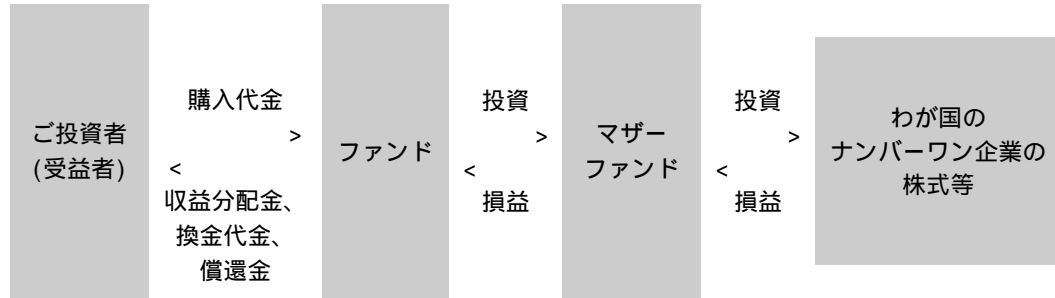 ご投資者
(受益者)
購入代金
>
<
収益分配金、
換金代金、
償還金
ファンド
投資
>
<
損益
マザー
ファンド
投資
>
<
損益
わが国の
ナンバーワン企業の
株式等